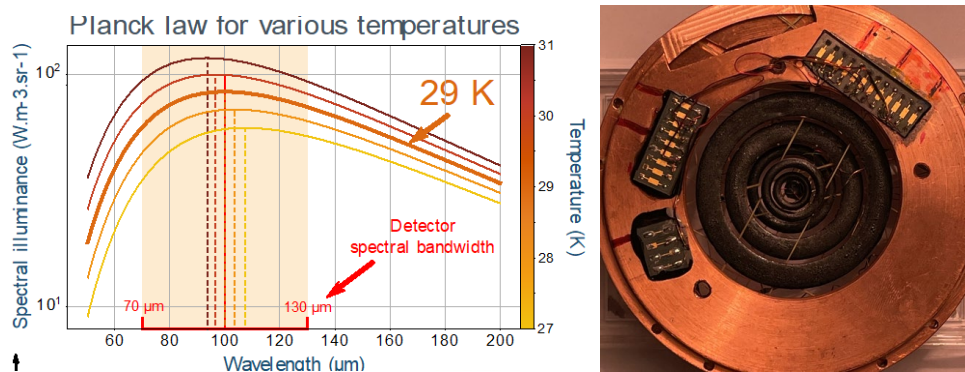 Planck law for various temperatures
Spectral illuminance (W.m-3.sr-1)
10²
10¹
29 K
Detector
spectral bandwidth
70 µm
130 µm
60 80 100 120 140 160 180 200
Wavelength (um)
31
30
29
28
27
Temperature (K)